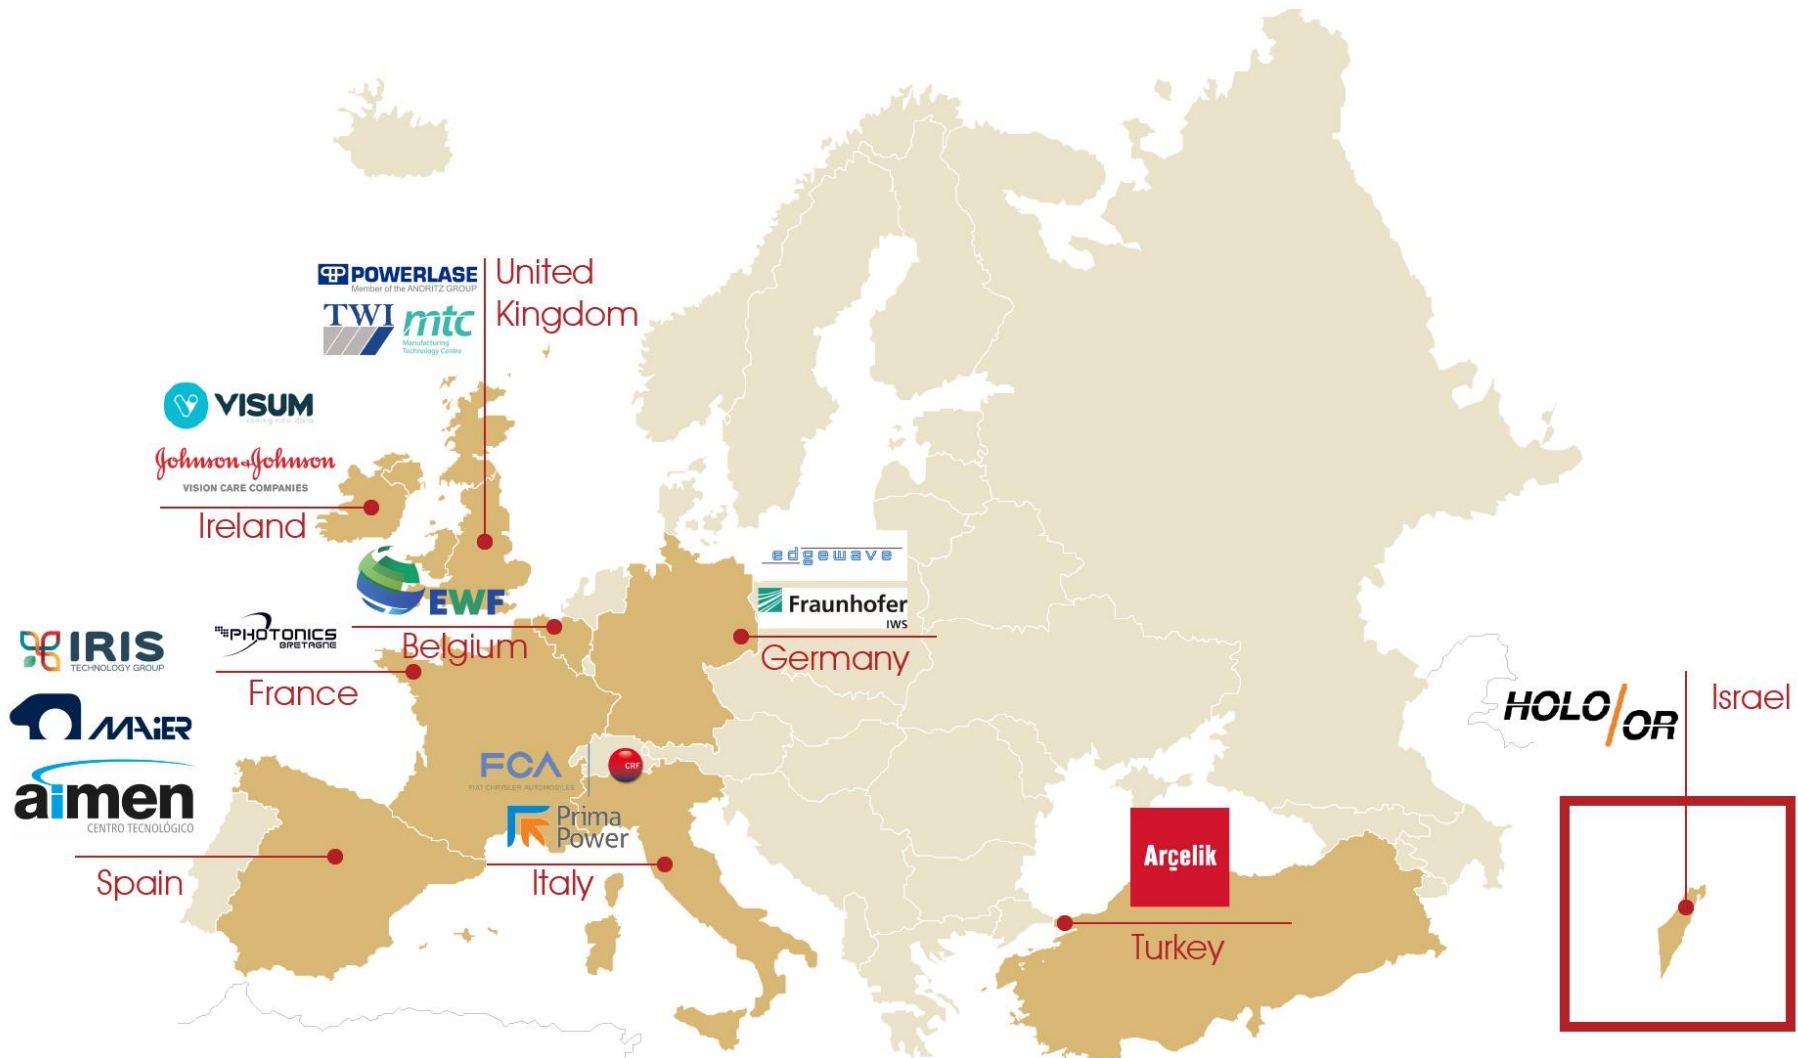 POWERLASE
Member of the ANDRITZ GROUP
TWI
mtc
Manufacturing
Technology Centre
United
Kingdom
VISUM
Johnson & Johnson
VISION CARE COMPANIES
Ireland
EWF
Belgium
edgewave
Fraunhofer
IWS
Germany
PHOTONICS
BRETAGNE
France
IRIS
TECHNOLOGY GROUP
MAIER
aimen
CENTRO TECNOLÓGICO
Spain
FCA
FIAT CHRYSLER AUTOMOBILES
CRF
Prima
Power
Italy
Arçelik
Turkey
HOLO/OR
Israel